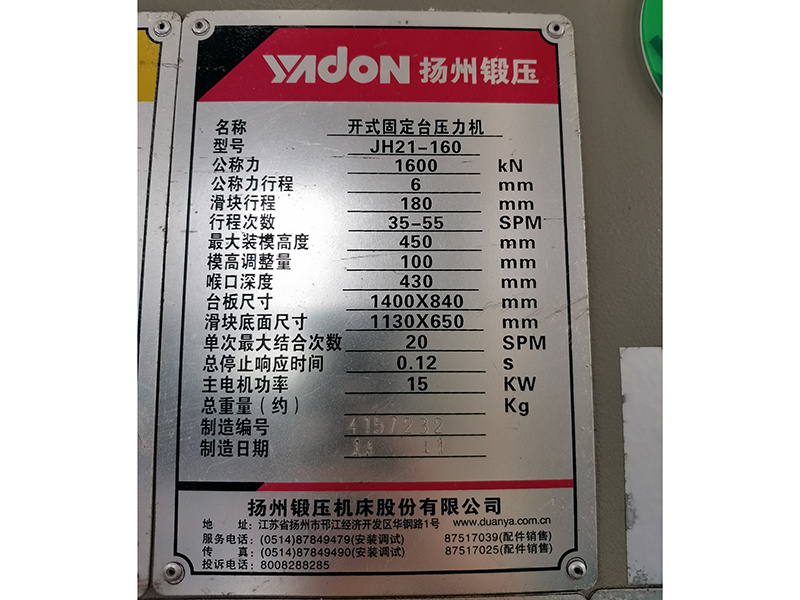 YADON 扬州锻压
名称 开式固定台压力机
型号 JH21-160
公称力 1600 kN
公称力行程 6 mm
滑块行程 180 mm
行程次数 35-55 SPM
最大装模高度 450 mm
模高调整量 100 mm
喉口深度 430 mm
台板尺寸 1400X840 mm
滑块底面尺寸 1130X650 mm
单次最大结合次数 20 SPM
总停止响应时间 0.12 s
主电机功率 15 KW
总重量(约) Kg
制造编号 4157232
制造日期
扬州锻压机床股份有限公司
地 址: 江苏省扬州市邗江经济开发区华钢路1号 www.duanya.com.cn
服务电话: (0514)87849479(安装调试) 87517039(配件销售)
传 真: (0514)87849490(安装调试) 87517025(配件销售)
投诉电话: 8008288285